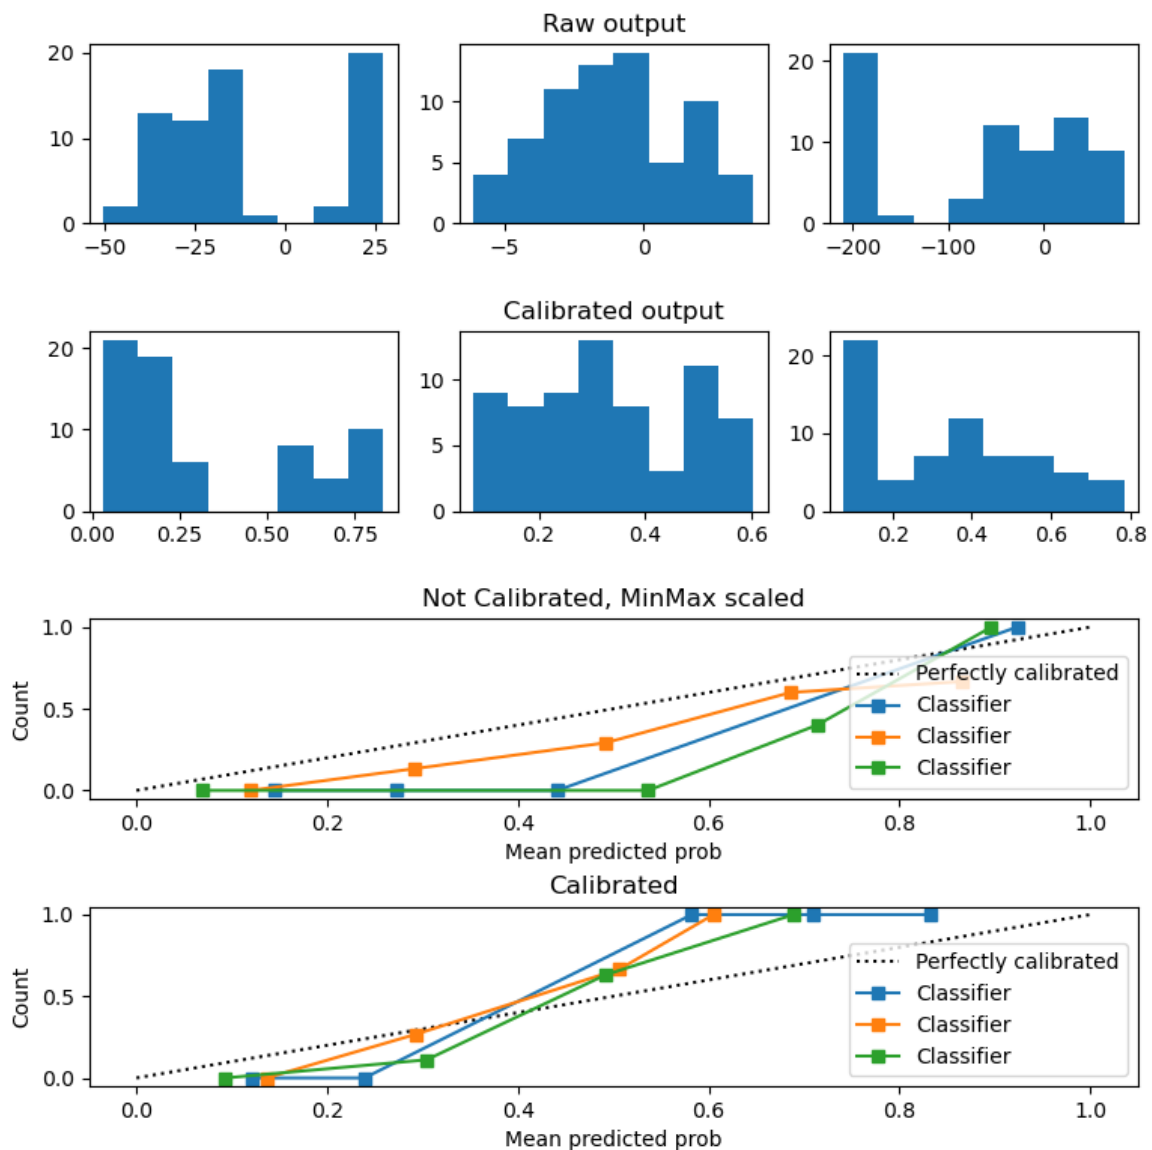 Raw output
20
10
0
−50 −25 0 25
10
5
0
−5 0
20
10
0
−200 −100 0
Calibrated output
20
10
0
0.00 0.25 0.50 0.75
10
5
0
0.2 0.4 0.6
20
10
0
0.2 0.4 0.6 0.8
Not Calibrated, MinMax scaled
Count
1.0
0.5
0.0
Perfectly calibrated
Classifier
Classifier
Classifier
0.0 0.2 0.4 0.6 0.8 1.0
Mean predicted prob
Calibrated
Count
1.0
0.5
0.0
Perfectly calibrated
Classifier
Classifier
Classifier
0.0 0.2 0.4 0.6 0.8 1.0
Mean predicted prob